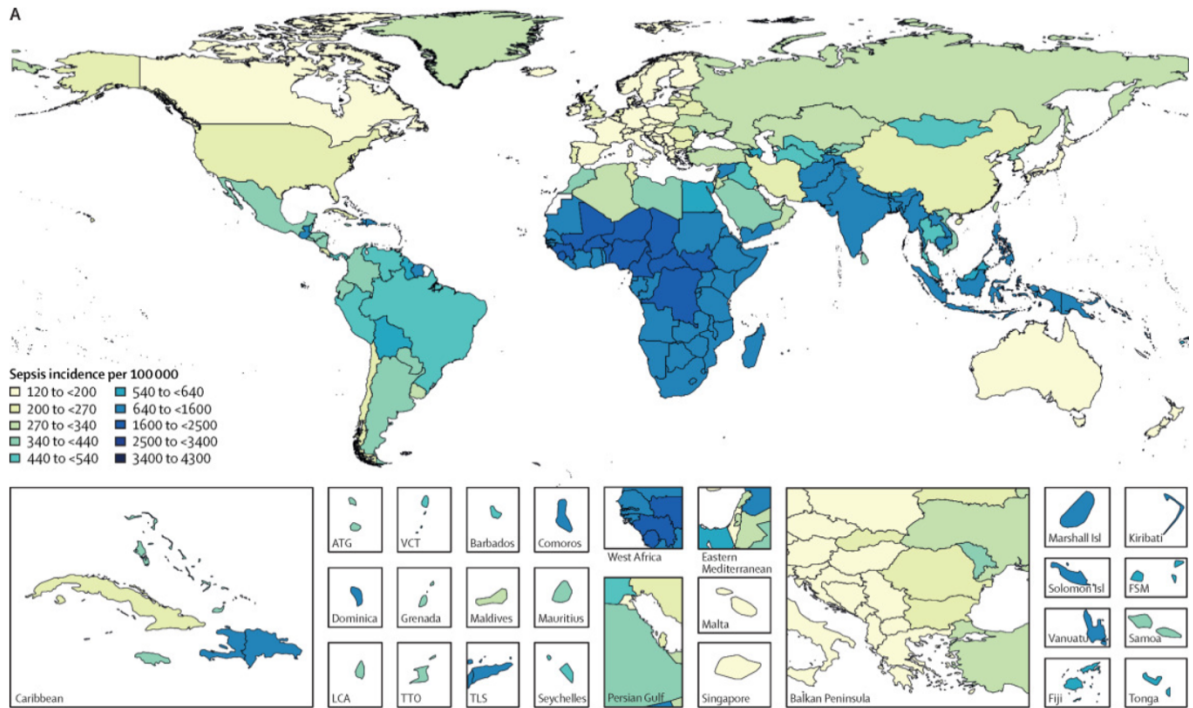 A
Sepsis incidence per 100 000
120 to <200
200 to <270
270 to <340
340 to <440
440 to <540
540 to <640
640 to <1600
1600 to <2500
2500 to <3400
3400 to 4300
Caribbean
ATG
VCT
Barbados
Comoros
Dominica
Grenada
Maldives
Mauritius
LCA
TTO
TLS
Seychelles
West Africa
Eastern
Mediterranean
Persian Gulf
Malta
Singapore
Balkan Peninsula
Marshall Isl
Kiribati
Solomon Isl
FSM
Vanuatu
Samoa
Fiji
Tonga